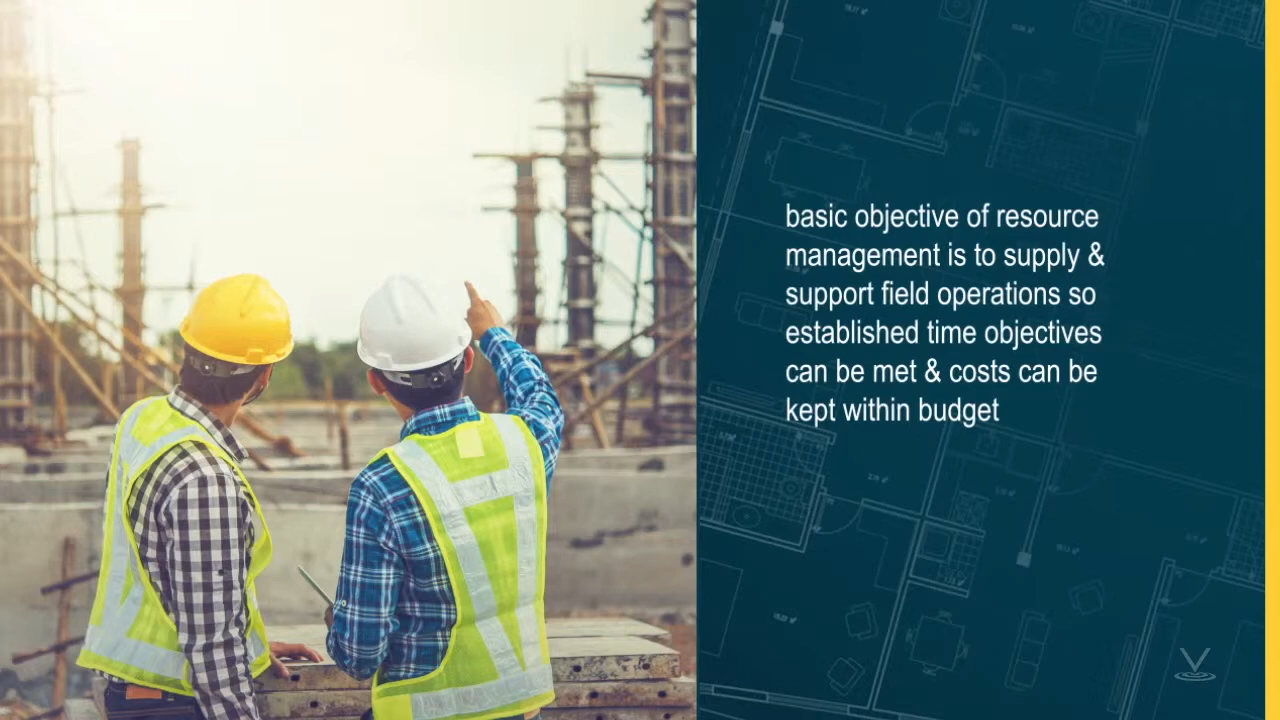 basic objective of resource
management is to supply &
support field operations so
established time objectives
can be met & costs can be
kept within budget